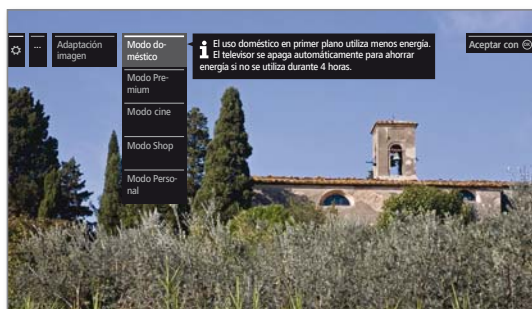 ...
Adaptación
imagen
Modo do-
méstico
El uso doméstico en primer plano utiliza menos energía.
El televisor se apaga automáticamente para ahorrar
energía si no se utiliza durante 4 horas.
Aceptar con OK
Modo Pre-
mium
Modo cine
Modo Shop
Modo Perso-
nal